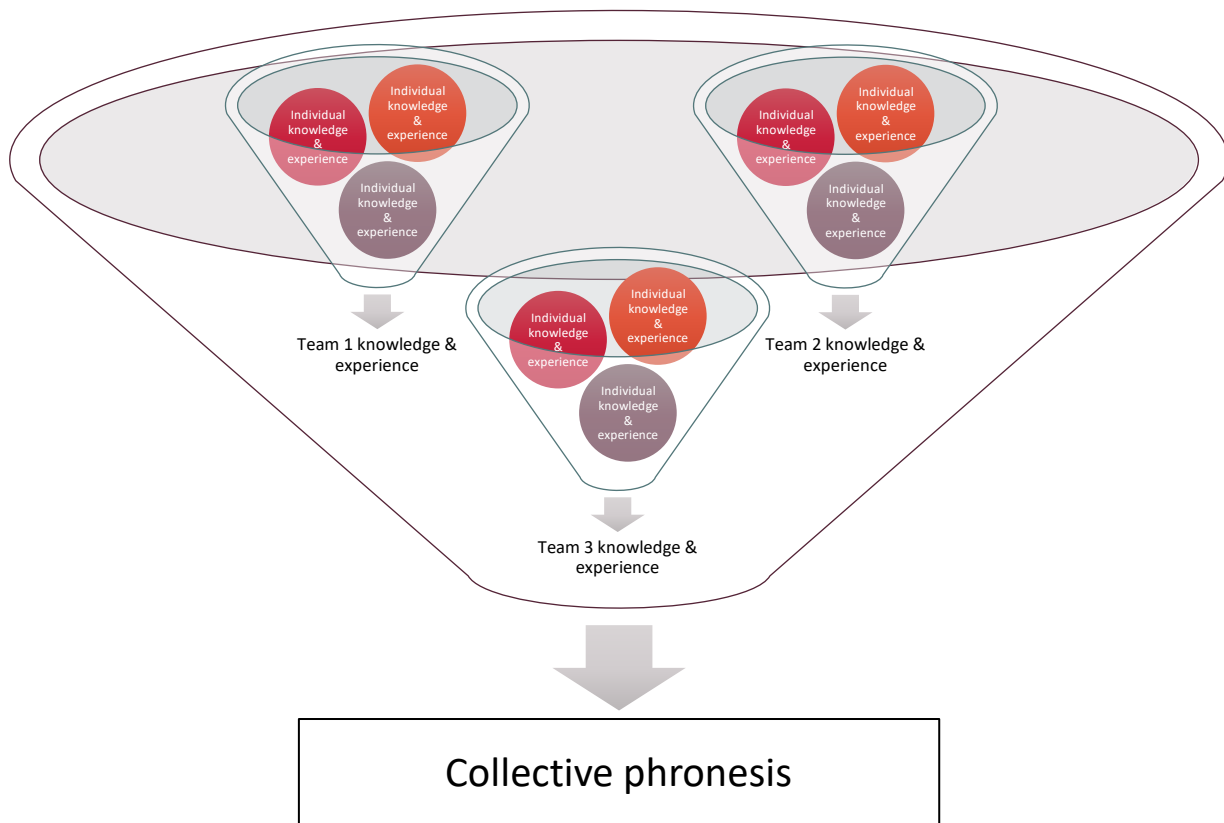 Individual
knowledge
&
experience
Individual
knowledge
&
experience
Individual
knowledge
&
experience
Team 1 knowledge &
experience
Individual
knowledge
&
experience
Individual
knowledge
&
experience
Individual
knowledge
&
experience
Team 2 knowledge &
experience
Individual
knowledge
&
experience
Individual
knowledge
&
experience
Individual
knowledge
&
experience
Team 3 knowledge &
experience
Collective phronesis